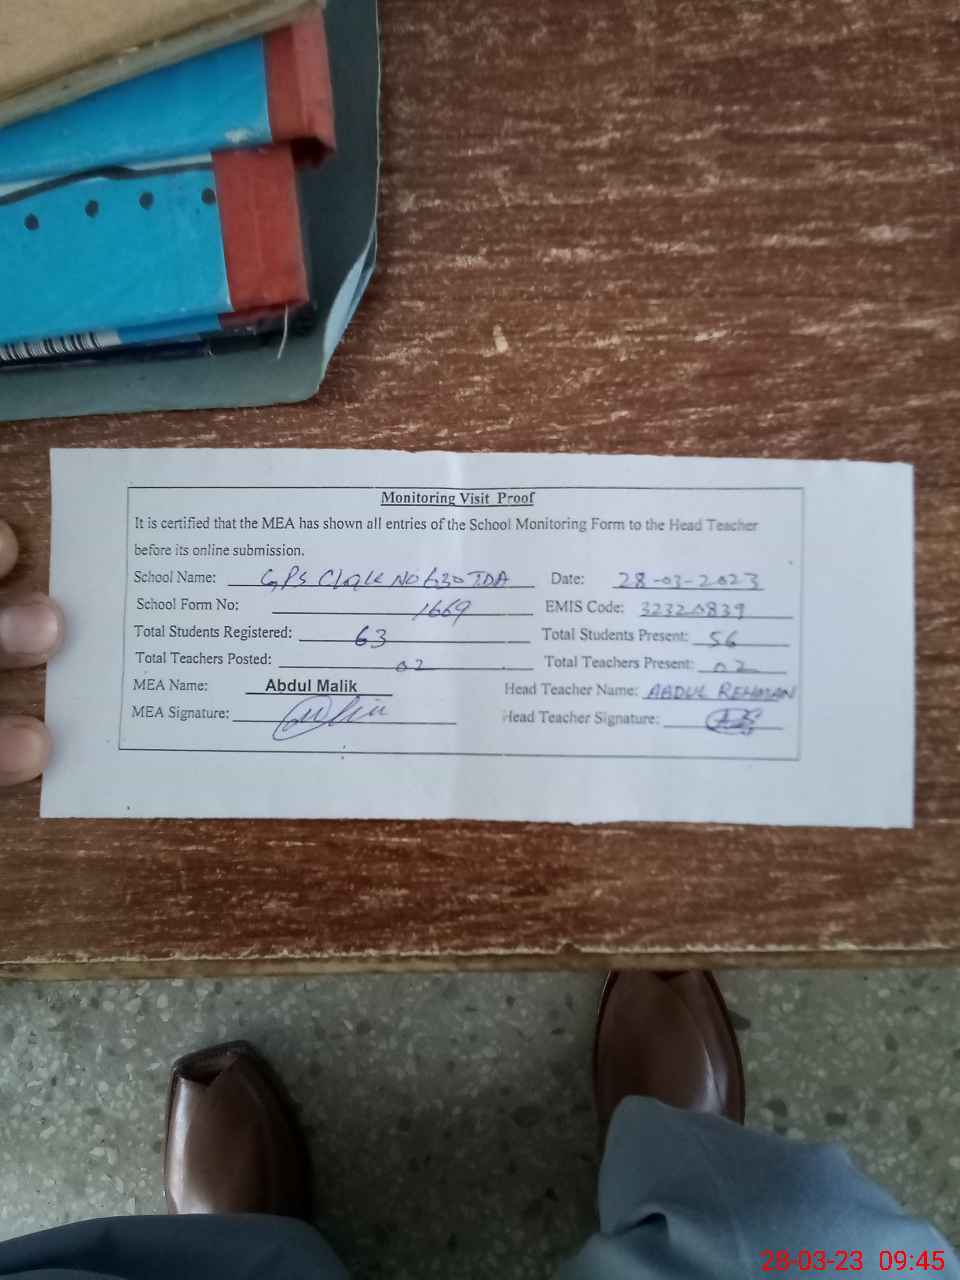 Monitoring Visit Proof
It is certified that the MEA has shown all entries of the School Monitoring Form to the Head Teacher
before its online submission.
School Name: GPS Chak No 630 TDA Date: 28-03-2023
School Form No: 1669 EMIS Code: 32320839
Total Students Registered: 63 Total Students Present: 56
Total Teachers Posted: 02 Total Teachers Present: 02
MEA Name: Abdul Malik Head Teacher Name: ABDUL REHMAN
MEA Signature: Head Teacher Signature:
28-03-23 09:45